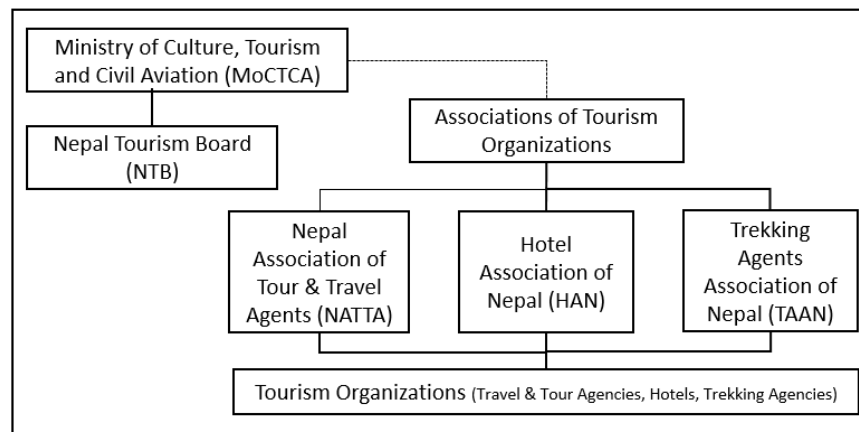 Ministry of Culture, Tourism
and Civil Aviation (MoCTCA)
Nepal Tourism Board
(NTB)
Associations of Tourism
Organizations
Nepal
Association of
Tour & Travel
Agents (NATTA)
Hotel
Association of
Nepal (HAN)
Trekking
Agents
Association of
Nepal (TAAN)
Tourism Organizations (Travel & Tour Agencies, Hotels, Trekking Agencies)